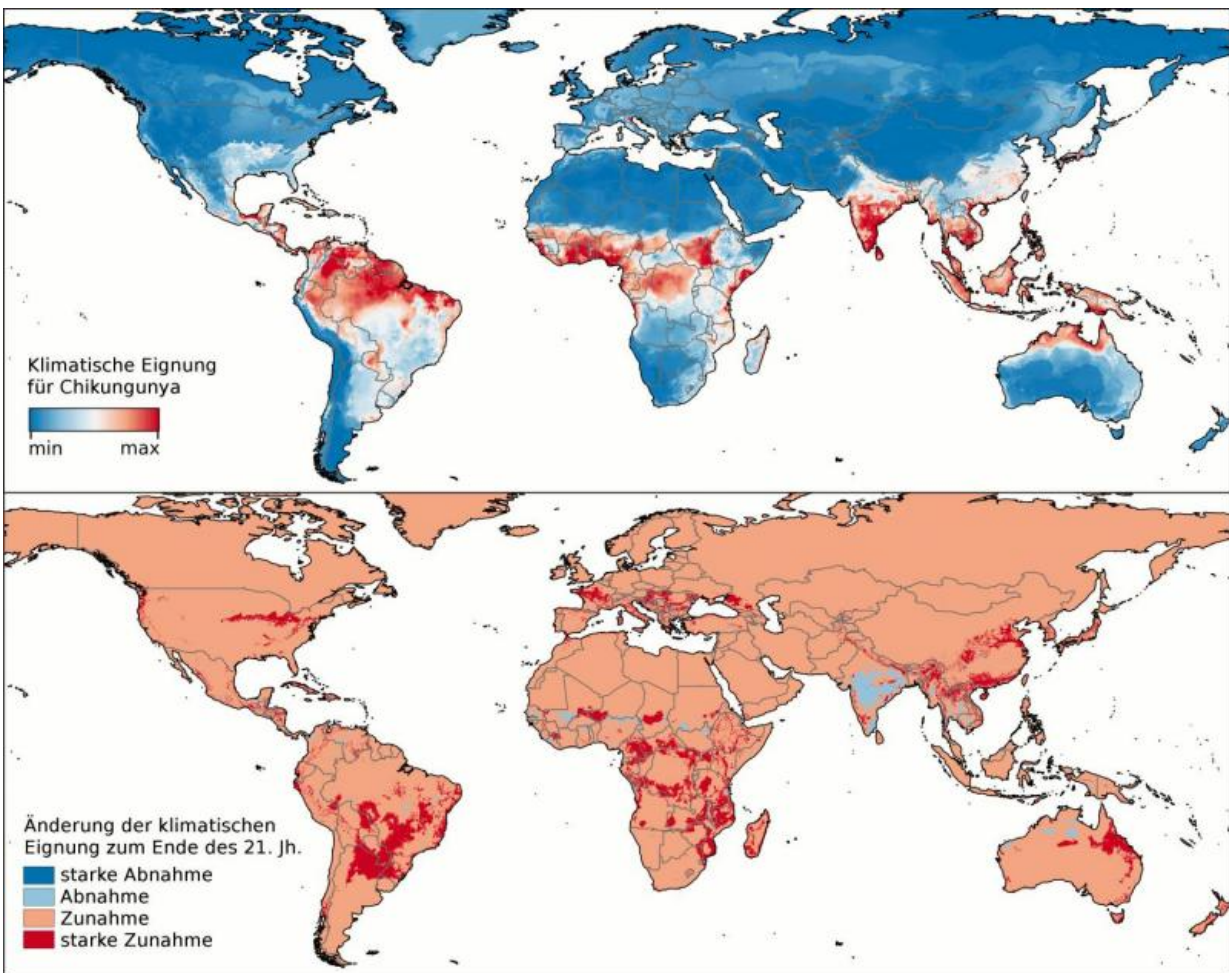 Klimatische Eignung
für Chikungunya
min max
Änderung der klimatischen
Eignung zum Ende des 21. Jh.
starke Abnahme
Abnahme
Zunahme
starke Zunahme